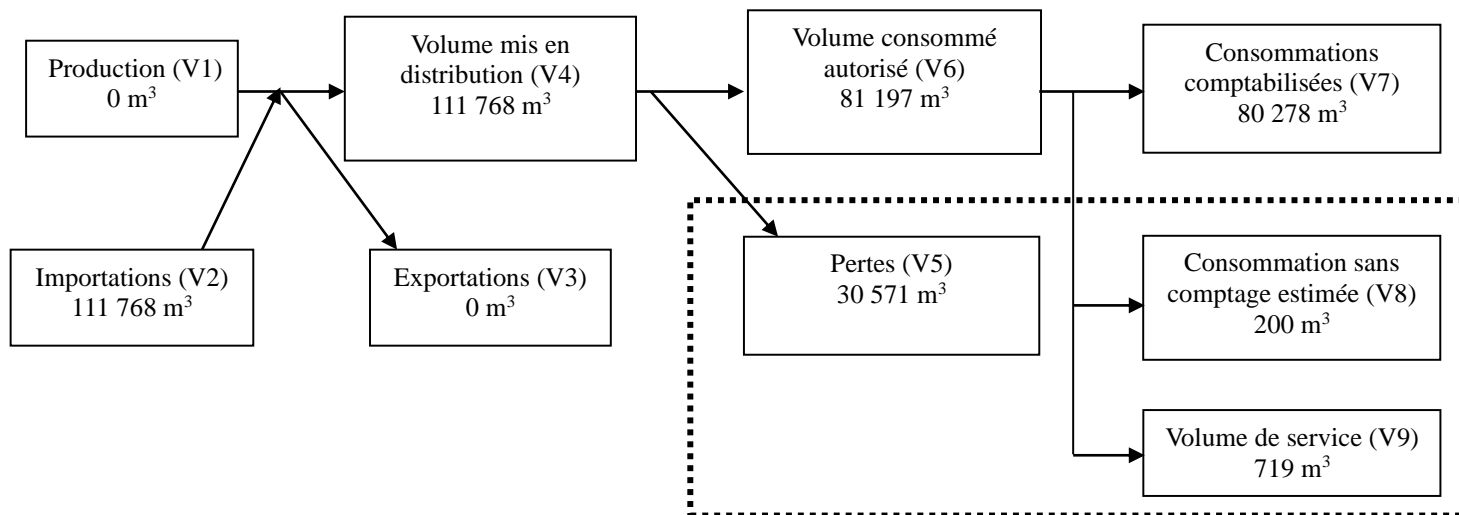 Production (V1)
0 m³
Volume mis en
distribution (V4)
111 768 m³
Volume consommé
autorisé (V6)
81 197 m³
Consommations
comptabilisées (V7)
80 278 m³
Importations (V2)
111 768 m³
Exportations (V3)
0 m³
Pertes (V5)
30 571 m³
Consommation sans
comptage estimée (V8)
200 m³
Volume de service (V9)
719 m³